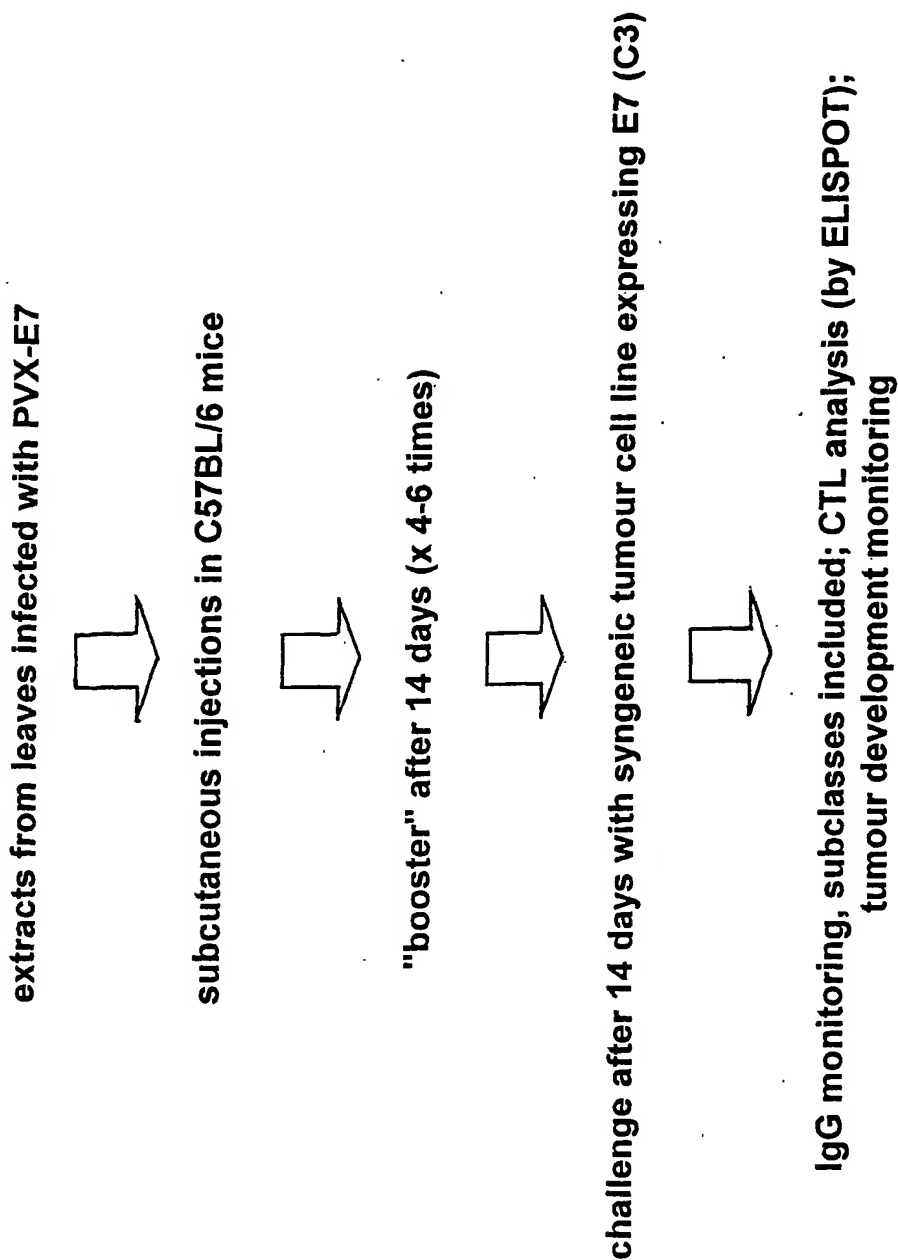 extracts from leaves infected with PVX-E7
subcutaneous injections in C57BL/6 mice
"booster" after 14 days (x 4-6 times)
challenge after 14 days with syngeneic tumour cell line expressing E7 (C3)
IgG monitoring, subclasses included; CTL analysis (by ELISPOT);
tumour development monitoring